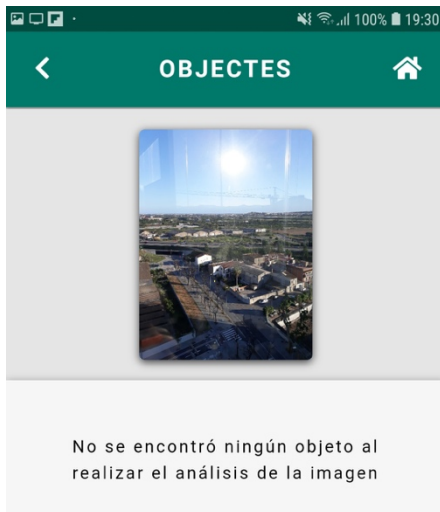 100% 19:30
OBJECTES
No se encontró ningún objeto al
realizar el análisis de la imagen